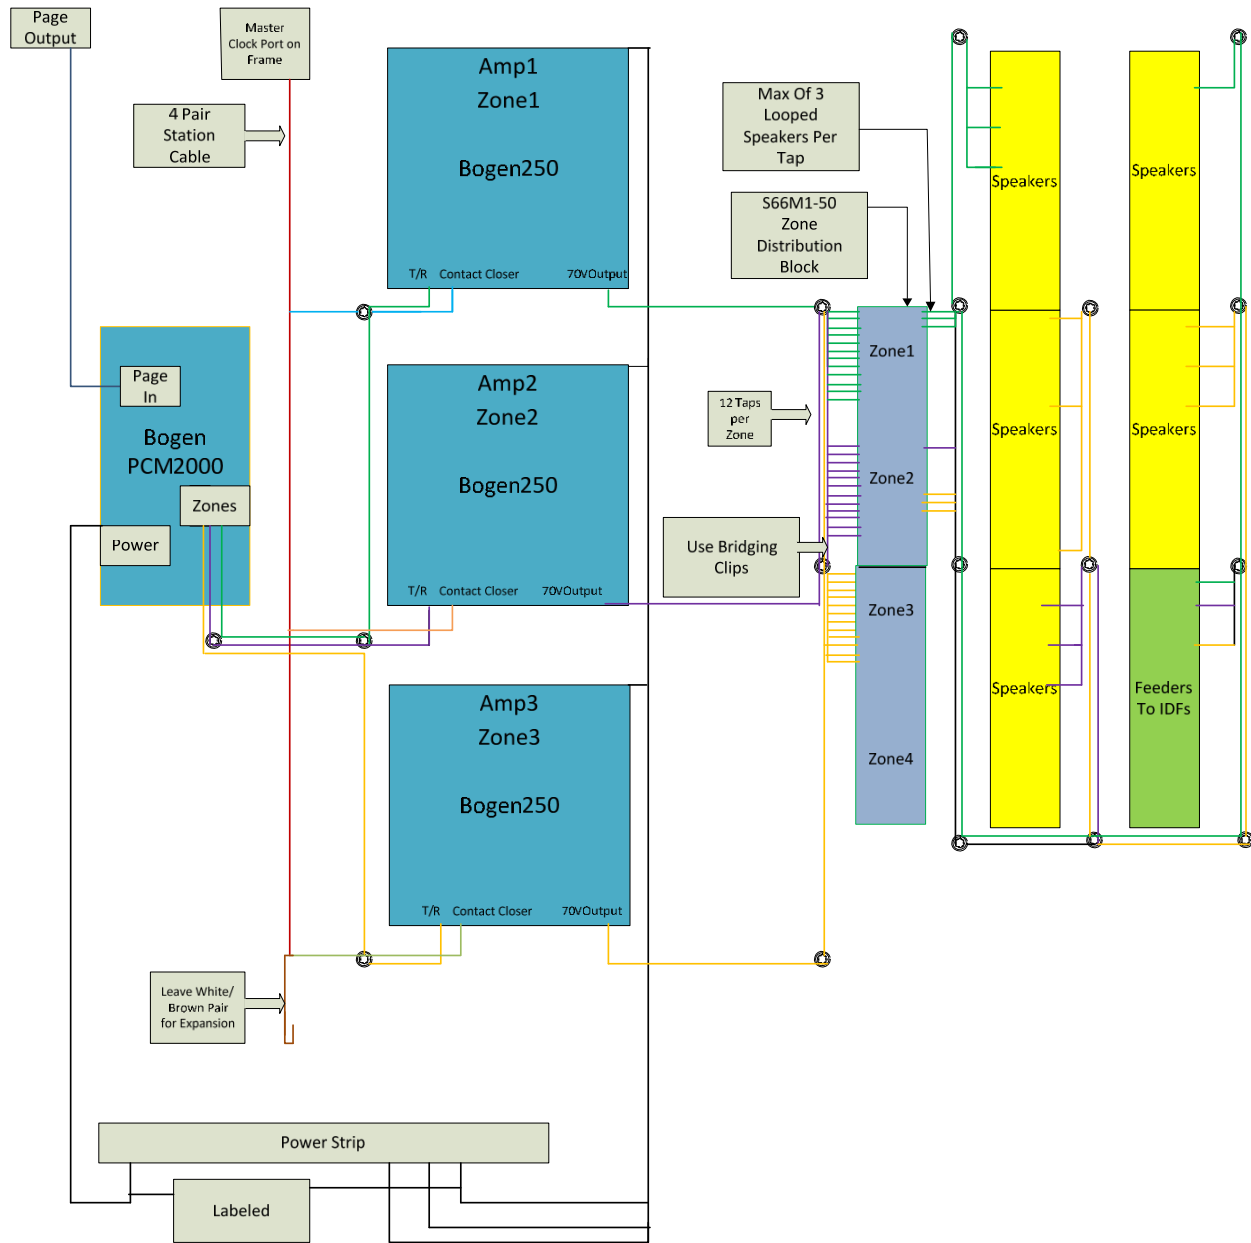 Page
Output
Master
Clock Port on
Frame
4 Pair
Station
Cable
Amp1
Zone1
Bogen250
T/R Contact Closer 70VOutput
Max Of 3
Looped
Speakers Per
Tap
S66M1-50
Zone
Distribution
Block
Speakers
Speakers
Page
In
Bogen
PCM2000
Zones
Power
Amp2
Zone2
Bogen250
T/R Contact Closer 70VOutput
12 Taps
per
Zone
Use Bridging
Clips
Zone1
Zone2
Zone3
Zone4
Speakers
Speakers
Speakers
Feeders
To IDFs
Amp3
Zone3
Bogen250
T/R Contact Closer 70VOutput
Leave White/
Brown Pair
for Expansion
Power Strip
Labeled